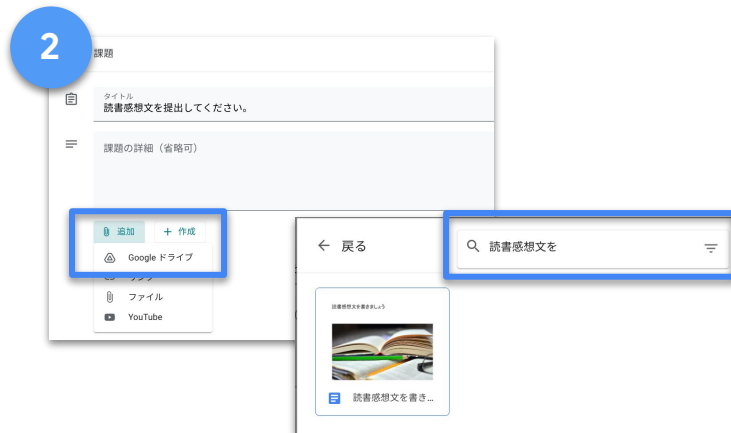 2
課題
タイトル
読書感想文を提出してください。
課題の詳細（省略可）
追加
＋ 作成
Google ドライブ
リンク
ファイル
YouTube
← 戻る
読書感想文を
読書感想文を書きましょう
読書感想文を書き...